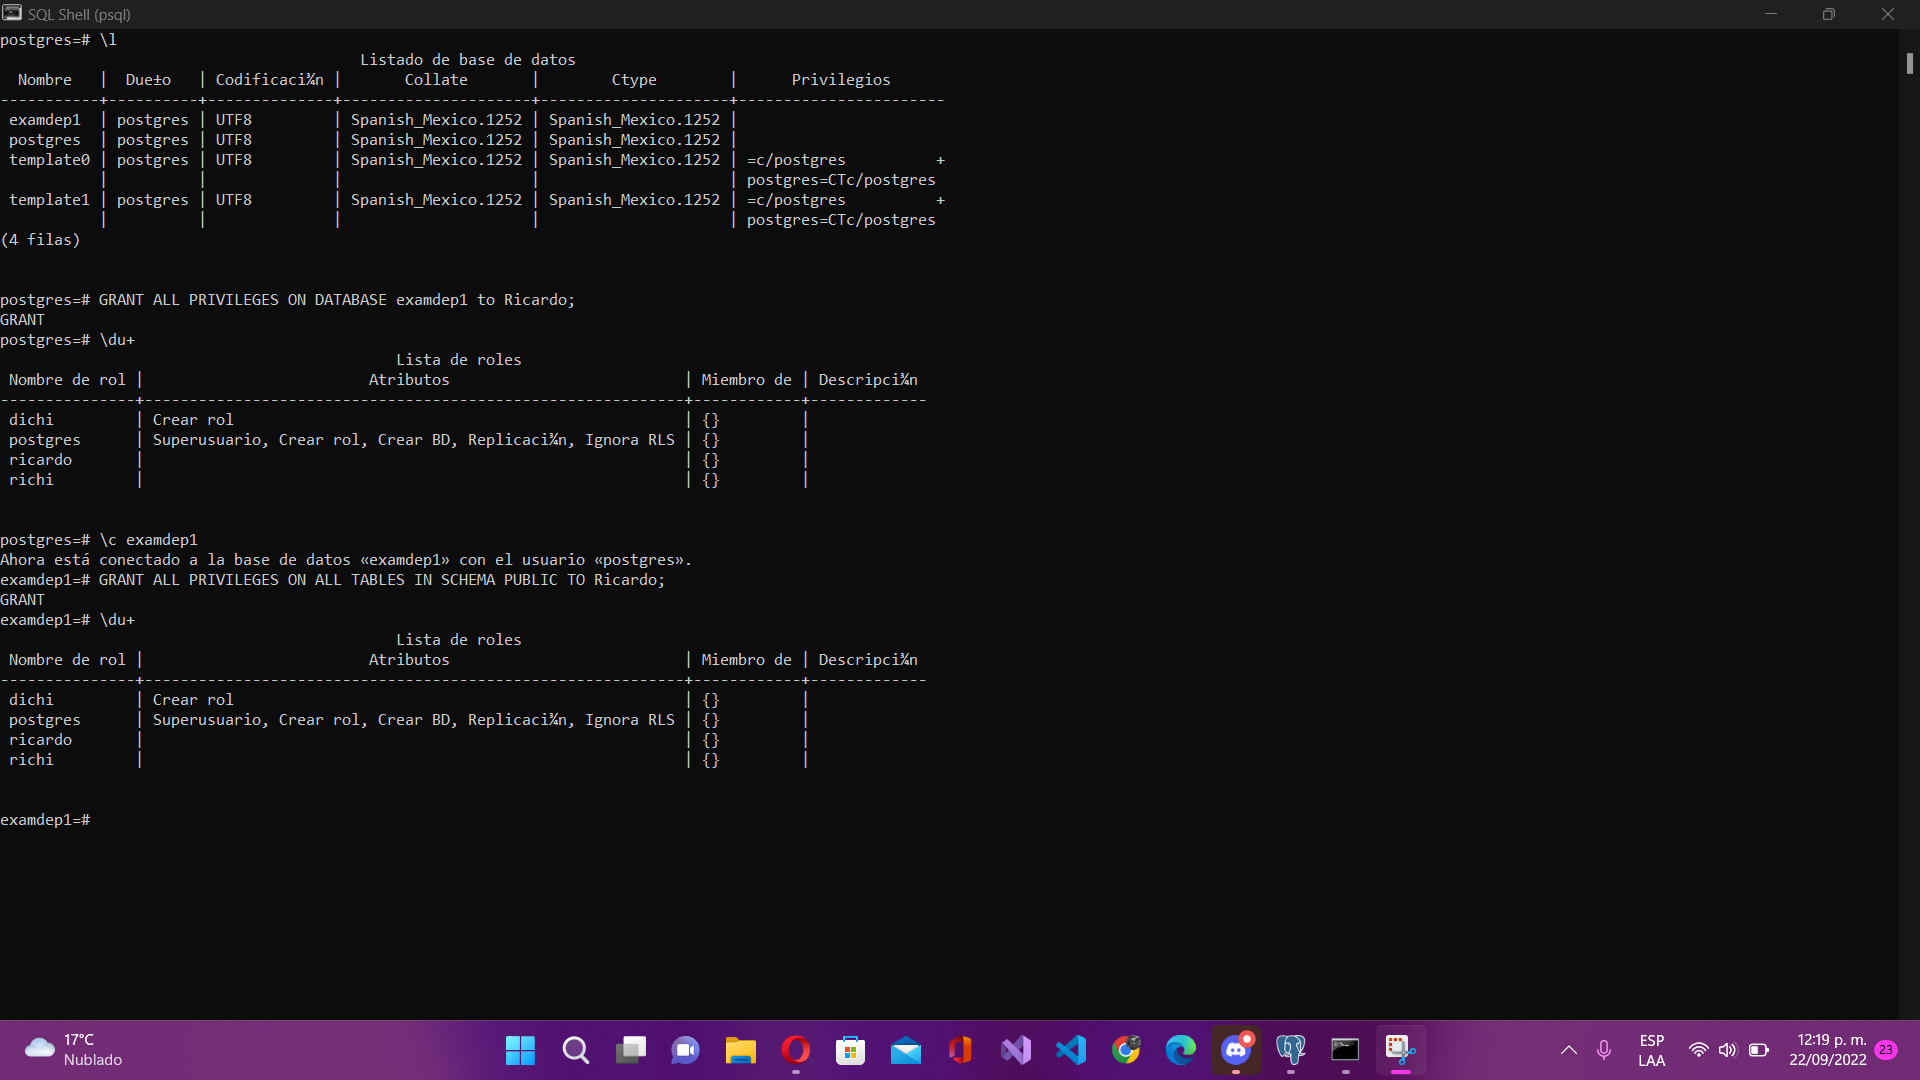 SQL Shell (psql)
postgres=# \l
Listado de base de datos
Nombre | Due±o | Codificaci¾n | Collate | Ctype | Privilegios
-----------+----------+--------------+---------------------+---------------------+-----------------------
examdep1 | postgres | UTF8 | Spanish_Mexico.1252 | Spanish_Mexico.1252 |
postgres | postgres | UTF8 | Spanish_Mexico.1252 | Spanish_Mexico.1252 |
template0 | postgres | UTF8 | Spanish_Mexico.1252 | Spanish_Mexico.1252 | =c/postgres +
| | | | | postgres=CTc/postgres
template1 | postgres | UTF8 | Spanish_Mexico.1252 | Spanish_Mexico.1252 | =c/postgres +
| | | | | postgres=CTc/postgres
(4 filas)
postgres=# GRANT ALL PRIVILEGES ON DATABASE examdep1 to Ricardo;
GRANT
postgres=# \du+
Lista de roles
Nombre de rol | Atributos | Miembro de | Descripci¾n
---------------+------------------------------------------------------------+------------+-------------
dichi | Crear rol | {} |
postgres | Superusuario, Crear rol, Crear BD, Replicaci¾n, Ignora RLS | {} |
ricardo | | {} |
richi | | {} |
postgres=# \c examdep1
Ahora está conectado a la base de datos «examdep1» con el usuario «postgres».
examdep1=# GRANT ALL PRIVILEGES ON ALL TABLES IN SCHEMA PUBLIC TO Ricardo;
GRANT
examdep1=# \du+
Lista de roles
Nombre de rol | Atributos | Miembro de | Descripci¾n
---------------+------------------------------------------------------------+------------+-------------
dichi | Crear rol | {} |
postgres | Superusuario, Crear rol, Crear BD, Replicaci¾n, Ignora RLS | {} |
ricardo | | {} |
richi | | {} |
examdep1=#
17°C
Nublado
ESP
LAA
12:19 p. m.
22/09/2022
23